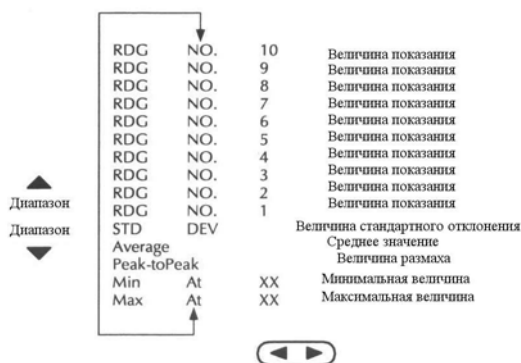 RDG NO. 10 Величина показания
RDG NO. 9 Величина показания
RDG NO. 8 Величина показания
RDG NO. 7 Величина показания
RDG NO. 6 Величина показания
RDG NO. 5 Величина показания
RDG NO. 4 Величина показания
RDG NO. 3 Величина показания
RDG NO. 2 Величина показания
Диапазон RDG NO. 1 Величина показания
Диапазон STD DEV Величина стандартного отклонения
Average Среднее значение
Peak-toPeak Величина размаха
Min At XX Минимальная величина
Max At XX Максимальная величина